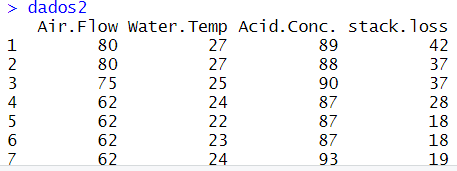 > dados2
Air.Flow Water.Temp Acid.Conc. stack.loss
1 80 27 89 42
2 80 27 88 37
3 75 25 90 37
4 62 24 87 28
5 62 22 87 18
6 62 23 87 18
7 62 24 93 19